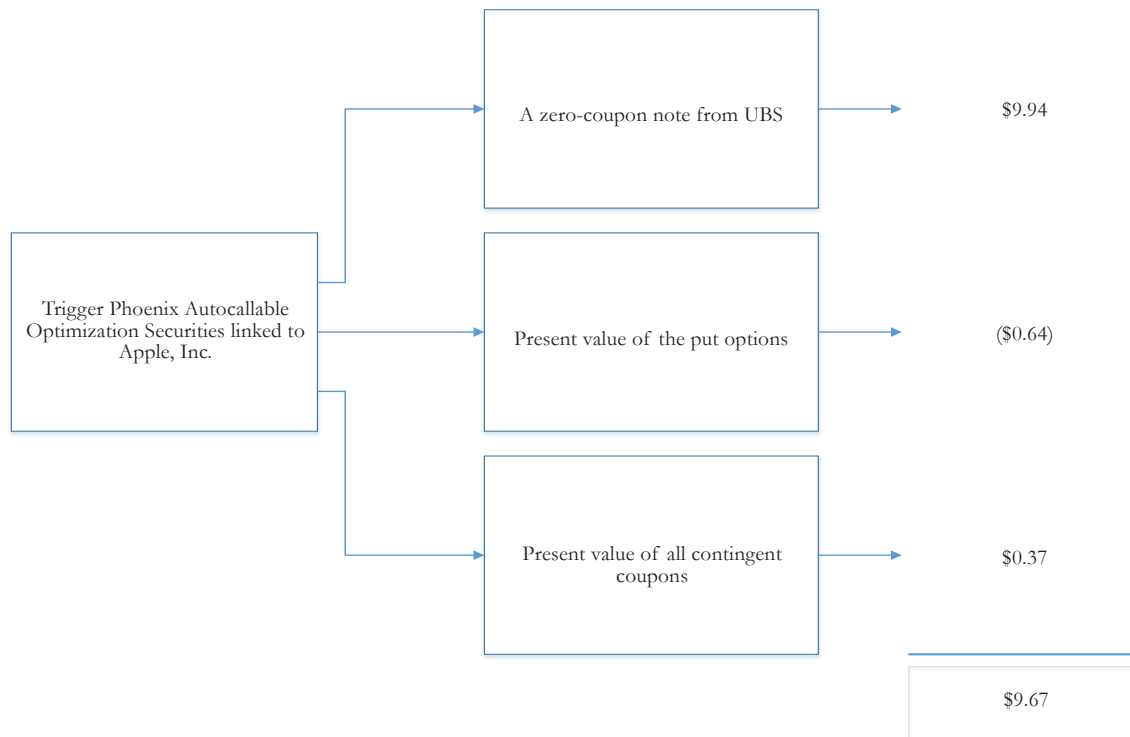 A zero-coupon note from UBS
$9.94
Trigger Phoenix Autocallable
Optimization Securities linked to
Apple, Inc.
Present value of the put options
($0.64)
Present value of all contingent
coupons
$0.37
$9.67